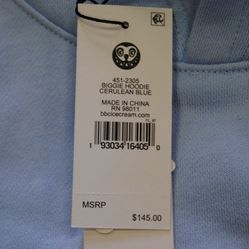 451-2305
BIGGIE HOODIE
CERULEAN BLUE
MADE IN CHINA
RN 98011
bbcicecream.com
1 93034 16405 0
MSRP
$145.00